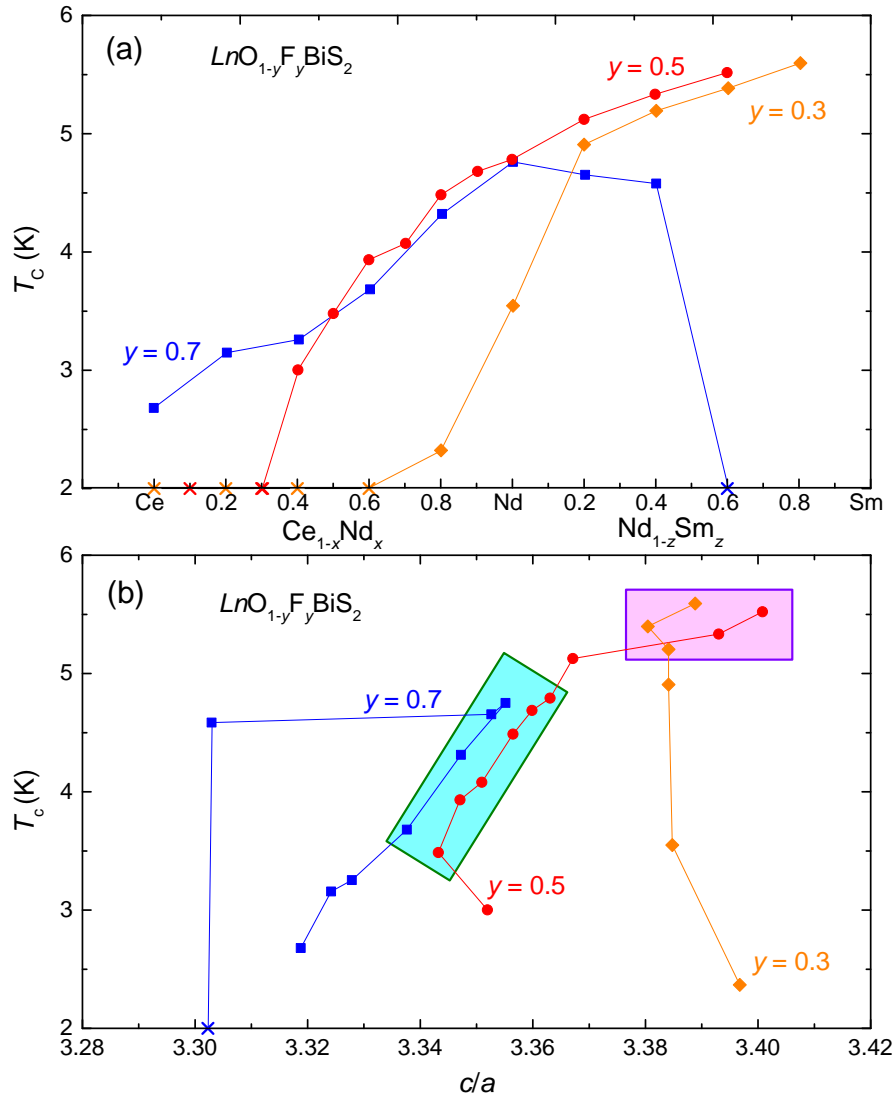 (a)
LnO1-yFyBiS2
y = 0.5
y = 0.3
y = 0.7
Tc (K)
6
5
4
3
2
Ce 0.2 0.4 0.6 0.8 Nd 0.2 0.4 0.6 0.8 Sm
Ce1-xNdx Nd1-zSmz
(b)
LnO1-yFyBiS2
y = 0.7
y = 0.5
y = 0.3
Tc (K)
6
5
4
3
2
3.28 3.30 3.32 3.34 3.36 3.38 3.40 3.42
c/a